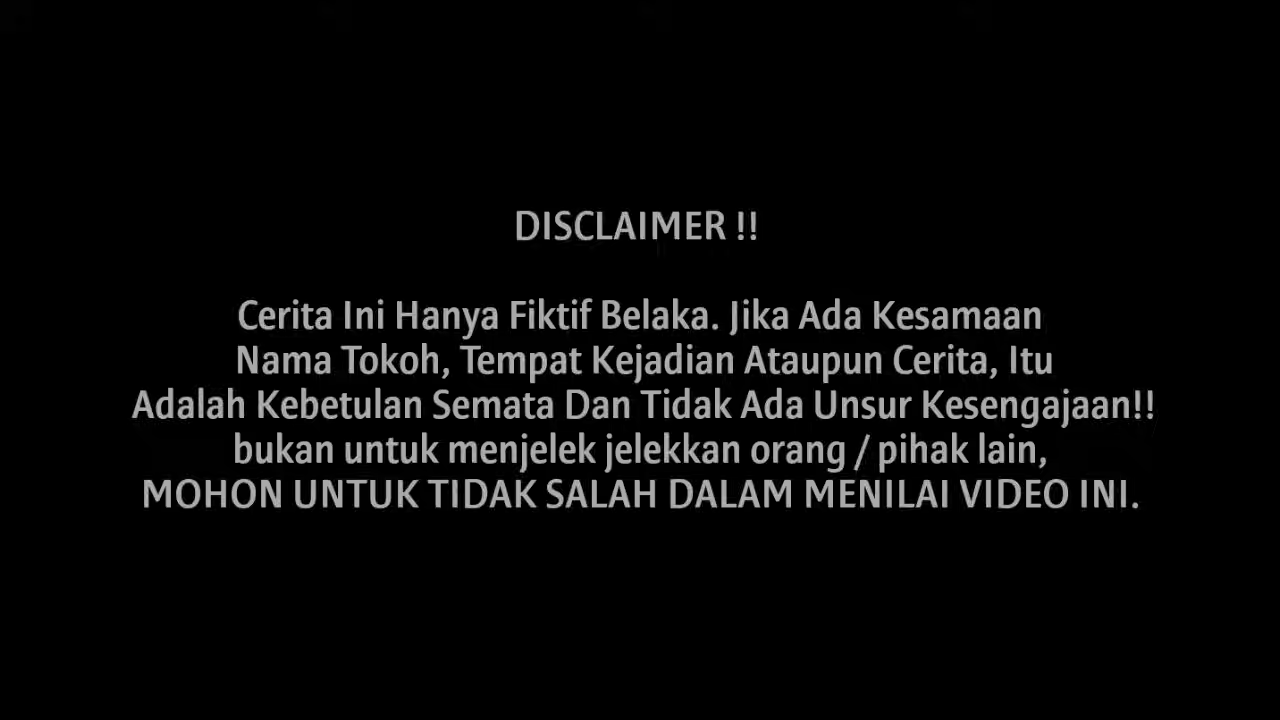 DISCLAIMER !!
Cerita Ini Hanya Fiktif Belaka. Jika Ada Kesamaan
Nama Tokoh, Tempat Kejadian Ataupun Cerita, Itu
Adalah Kebetulan Semata Dan Tidak Ada Unsur Kesengajaan!!
bukan untuk menjelek jelekkan orang / pihak lain,
MOHON UNTUK TIDAK SALAH DALAM MENILAI VIDEO INI.